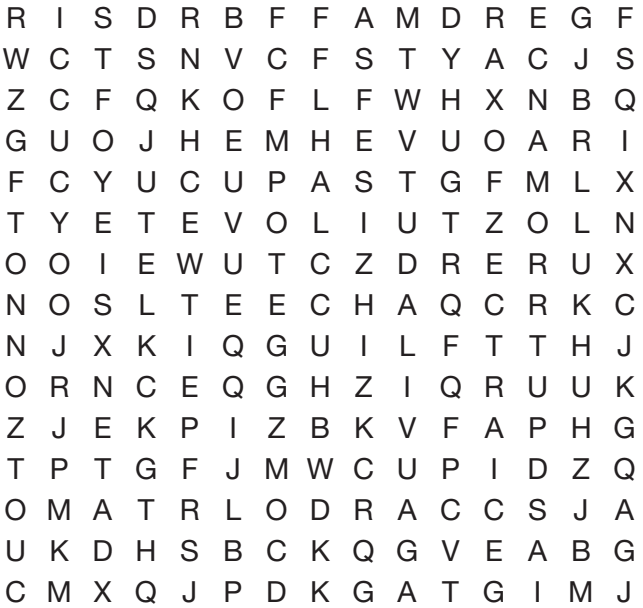 R I S D R B F F A M D R E G F
W C T S N V C F S T Y A C J S
Z C F Q K O F L F W H X N B Q
G U O J H E M H E V U O A R I
F C Y U C U P A S T G F M L X
T Y E T E V O L I U T Z O L N
O O I E W U T C Z D R E R U X
N O S L T E E C H A Q C R K C
N J X K I Q G U I L F T T H J
O R N C E Q G H Z I Q R U U K
Z J E K P I Z B K V F A P H G
T P T G F J M W C U P I D Z Q
O M A T R L O D R A C C S J A
U K D H S B C K Q G V E A B G
C M X Q J P D K G A T G I M J